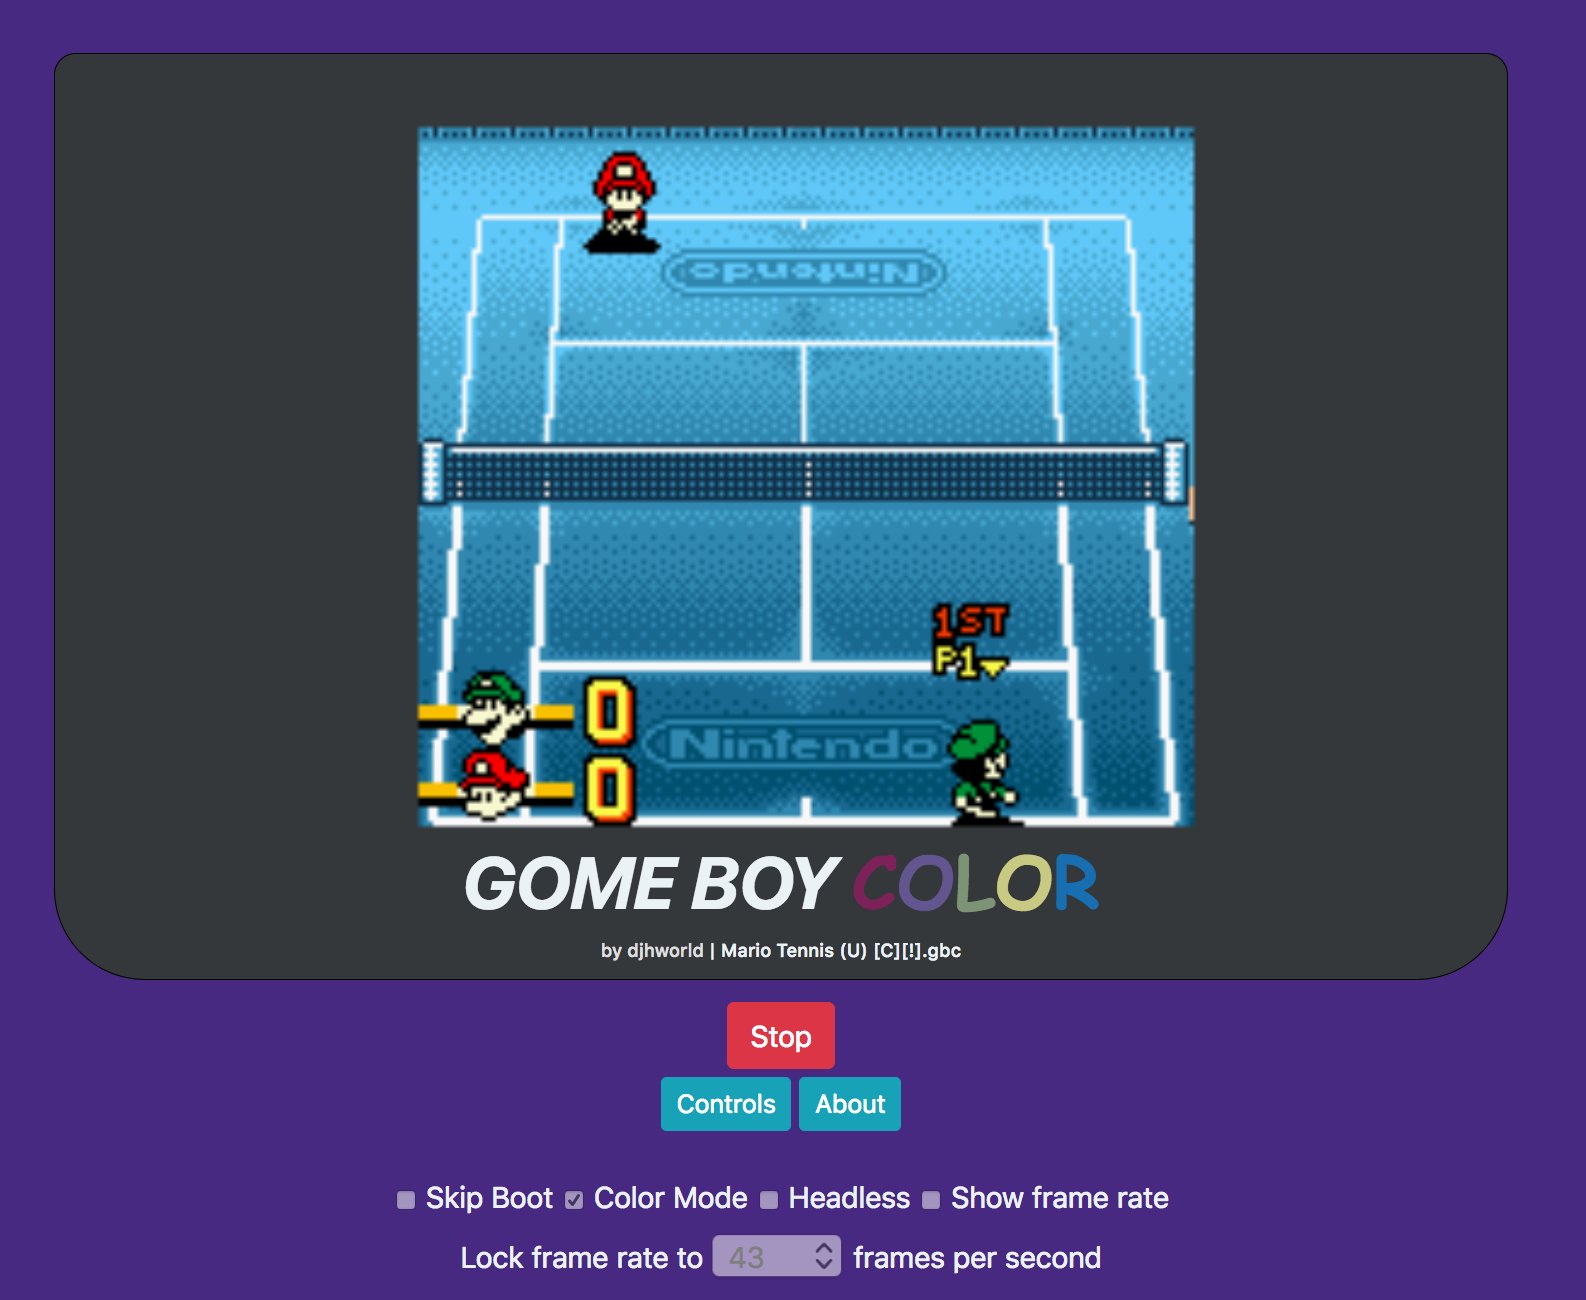 Nintendo
1ST
P1
0
Nintendo
0
GOME BOY COLOR
by djhworld | Mario Tennis (U) [C][!].gbc
Stop
Controls About
Skip Boot Color Mode Headless Show frame rate
Lock frame rate to 43 frames per second